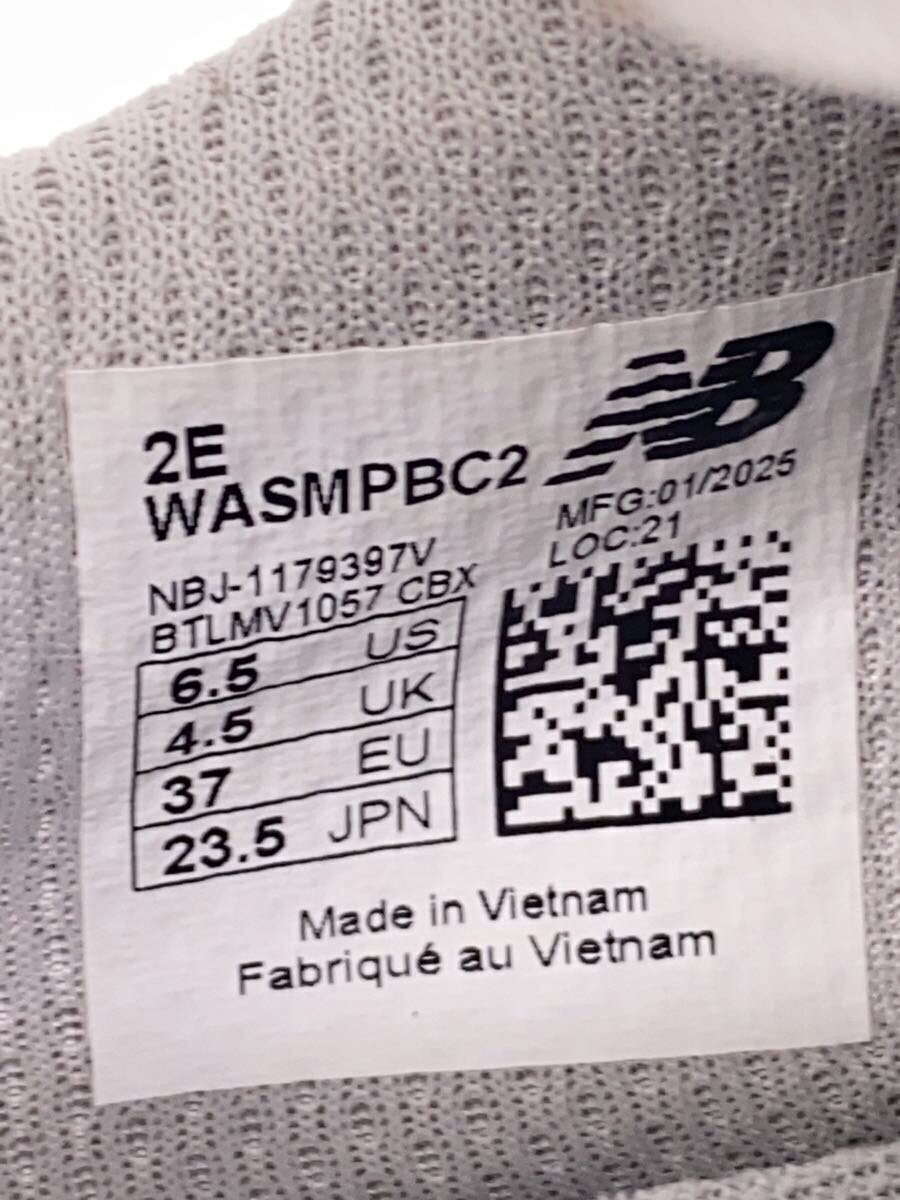 NB
2E
WASMPBC2
MFG:01/2025
LOC:21
NBJ-1179397V
BTLMV1057 CBX
6.5 US
4.5 UK
37 EU
23.5 JPN
Made in Vietnam
Fabriqué au Vietnam